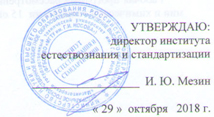 УТВЕРЖДАЮ:
директор института
естествознания и стандартизации
И. Ю. Мезин
« 29 » октября 2018 г.